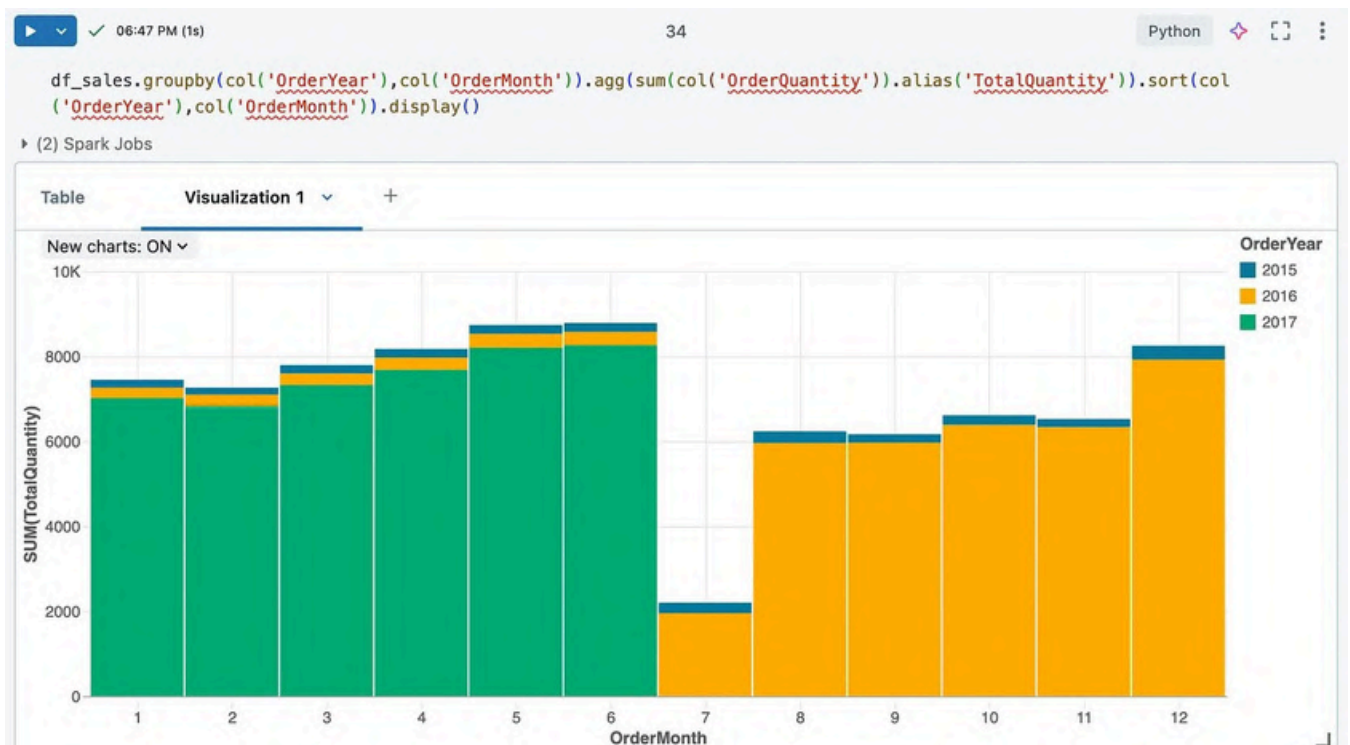 06:47 PM (1s)
34
Python
df_sales.groupby(col('OrderYear'),col('OrderMonth')).agg(sum(col('OrderQuantity')).alias('TotalQuantity')).sort(col
('OrderYear'),col('OrderMonth')).display()
(2) Spark Jobs
Table
Visualization 1
+
New charts: ON
OrderYear
2015
2016
2017
10K
8000
6000
4000
2000
0
SUM(TotalQuantity)
1 2 3 4 5 6 7 8 9 10 11 12
OrderMonth